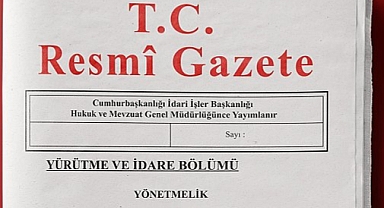 T.C.
Resmî Gazete
Cumhurbaşkanlığı İdari İşler Başkanlığı
Hukuk ve Mevzuat Genel Müdürlüğünce Yayımlanır
Sayı :
YÜRÜTME VE İDARE BÖLÜMÜ
YÖNETMELİK